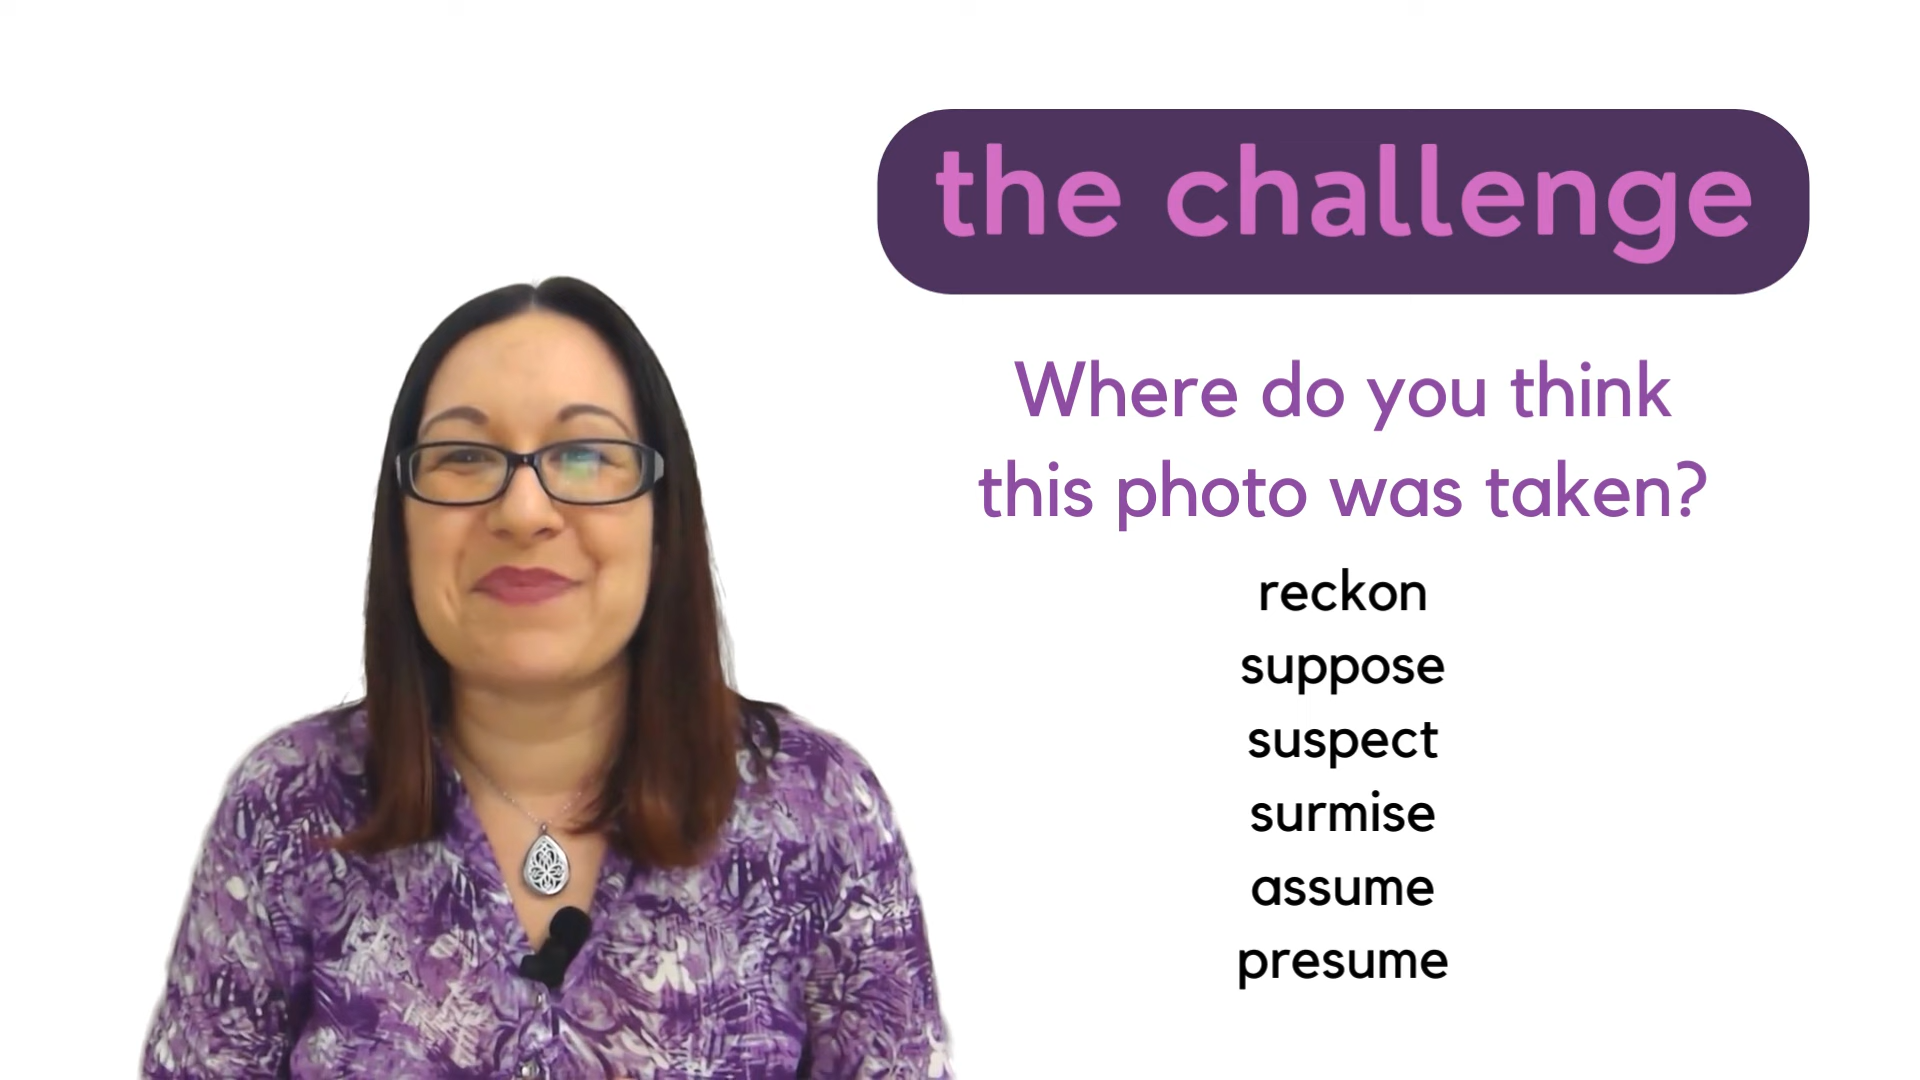 the challenge
Where do you think
this photo was taken?
reckon
suppose
suspect
surmise
assume
presume